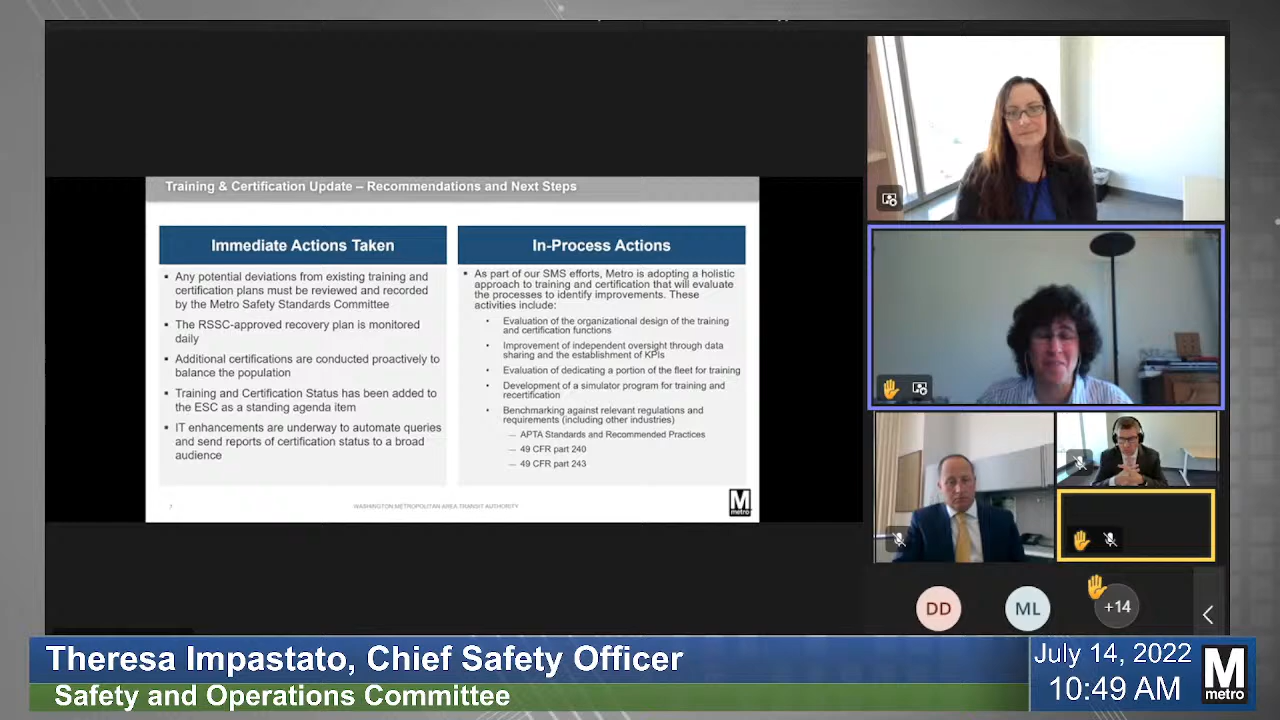 Training & Certification Update – Recommendations and Next Steps
Immediate Actions Taken
▪ Any potential deviations from existing training and
certification plans must be reviewed and recorded
by the Metro Safety Standards Committee
▪ The RSSC-approved recovery plan is monitored
daily
▪ Additional certifications are conducted proactively to
balance the population
▪ Training and Certification Status has been added to
the ESC as a standing agenda item
▪ IT enhancements are underway to automate queries
and send reports of certification status to a broad
audience
In-Process Actions
▪ As part of our SMS efforts, Metro is adopting a holistic
approach to training and certification that will evaluate
the processes to identify improvements. These
activities include:
• Evaluation of the organizational design of the training
and certification functions
• Improvement of independent oversight through data
sharing and the establishment of KPIs
• Evaluation of dedicating a portion of the fleet for training
• Development of a simulator program for training and
recertification
• Benchmarking against relevant regulations and
requirements (including other industries)
— APTA Standards and Recommended Practices
— 49 CFR part 240
— 49 CFR part 243
7
WASHINGTON METROPOLITAN AREA TRANSIT AUTHORITY
M
metro
DD
ML
+14
Theresa Impastato, Chief Safety Officer
Safety and Operations Committee
July 14, 2022
10:49 AM
M
metro